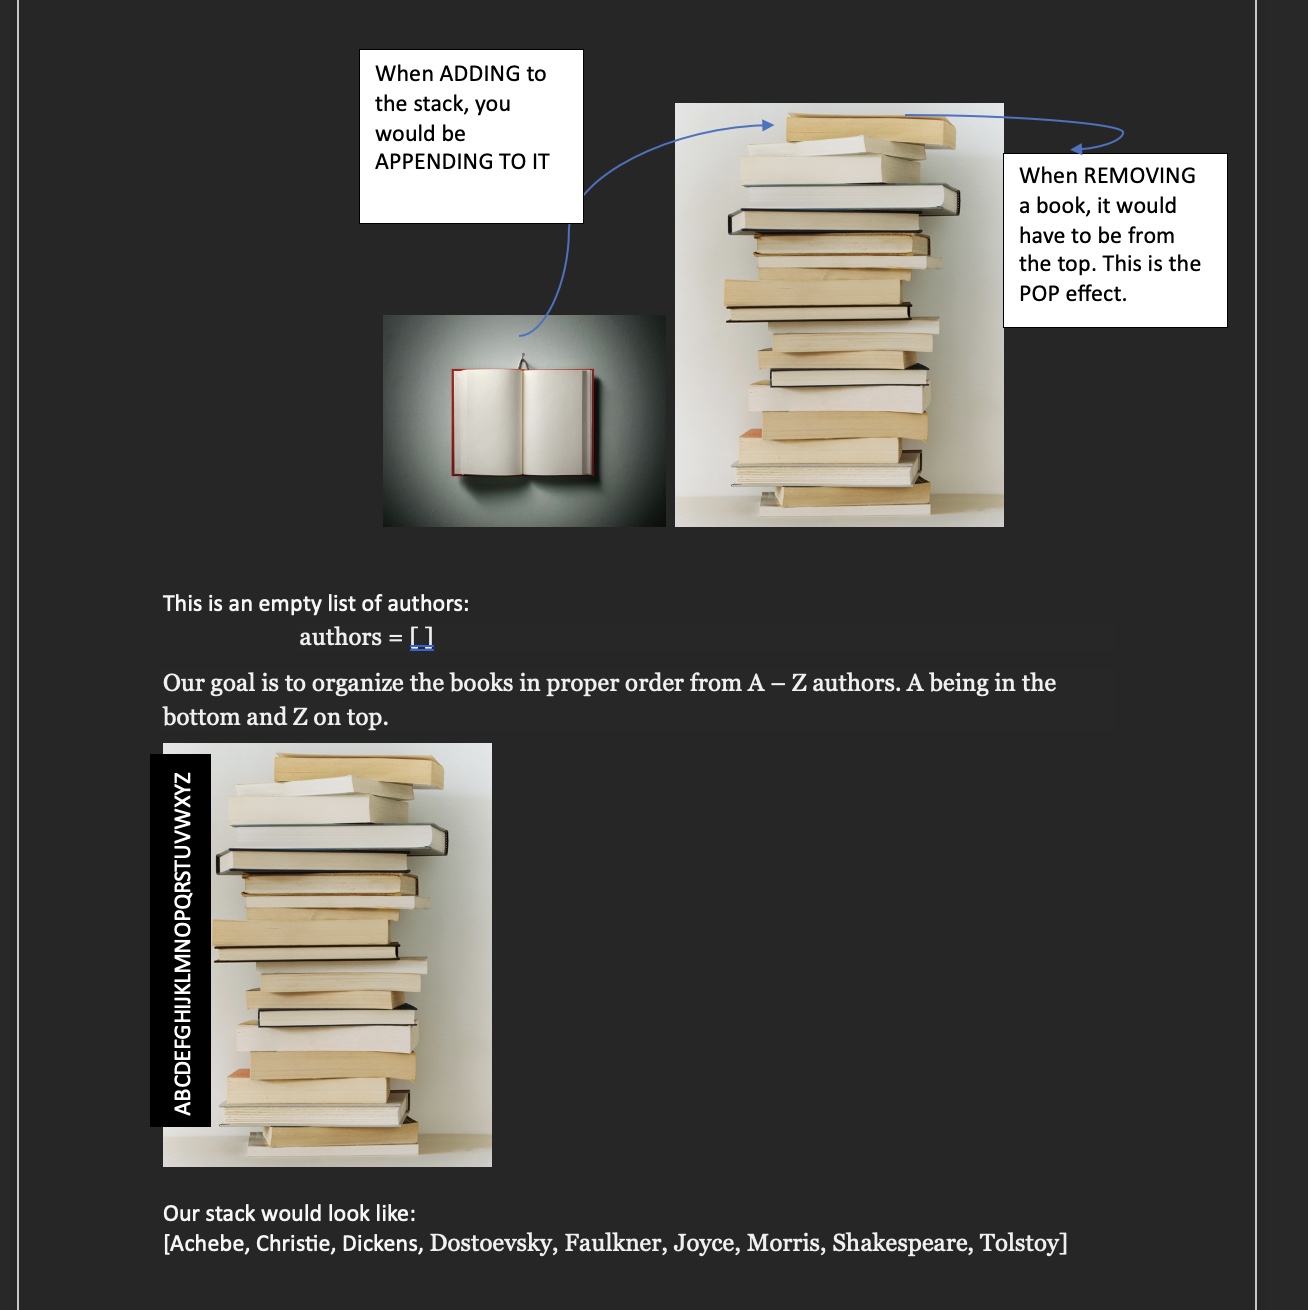 When ADDING to
the stack, you
would be
APPENDING TO IT
When REMOVING
a book, it would
have to be from
the top. This is the
POP effect.
This is an empty list of authors:
authors = [ ]
Our goal is to organize the books in proper order from A – Z authors. A being in the
bottom and Z on top.
ABCDEFGHIJKLMNOPQRSTUVWXYZ
Our stack would look like:
[Achebe, Christie, Dickens, Dostoevsky, Faulkner, Joyce, Morris, Shakespeare, Tolstoy]